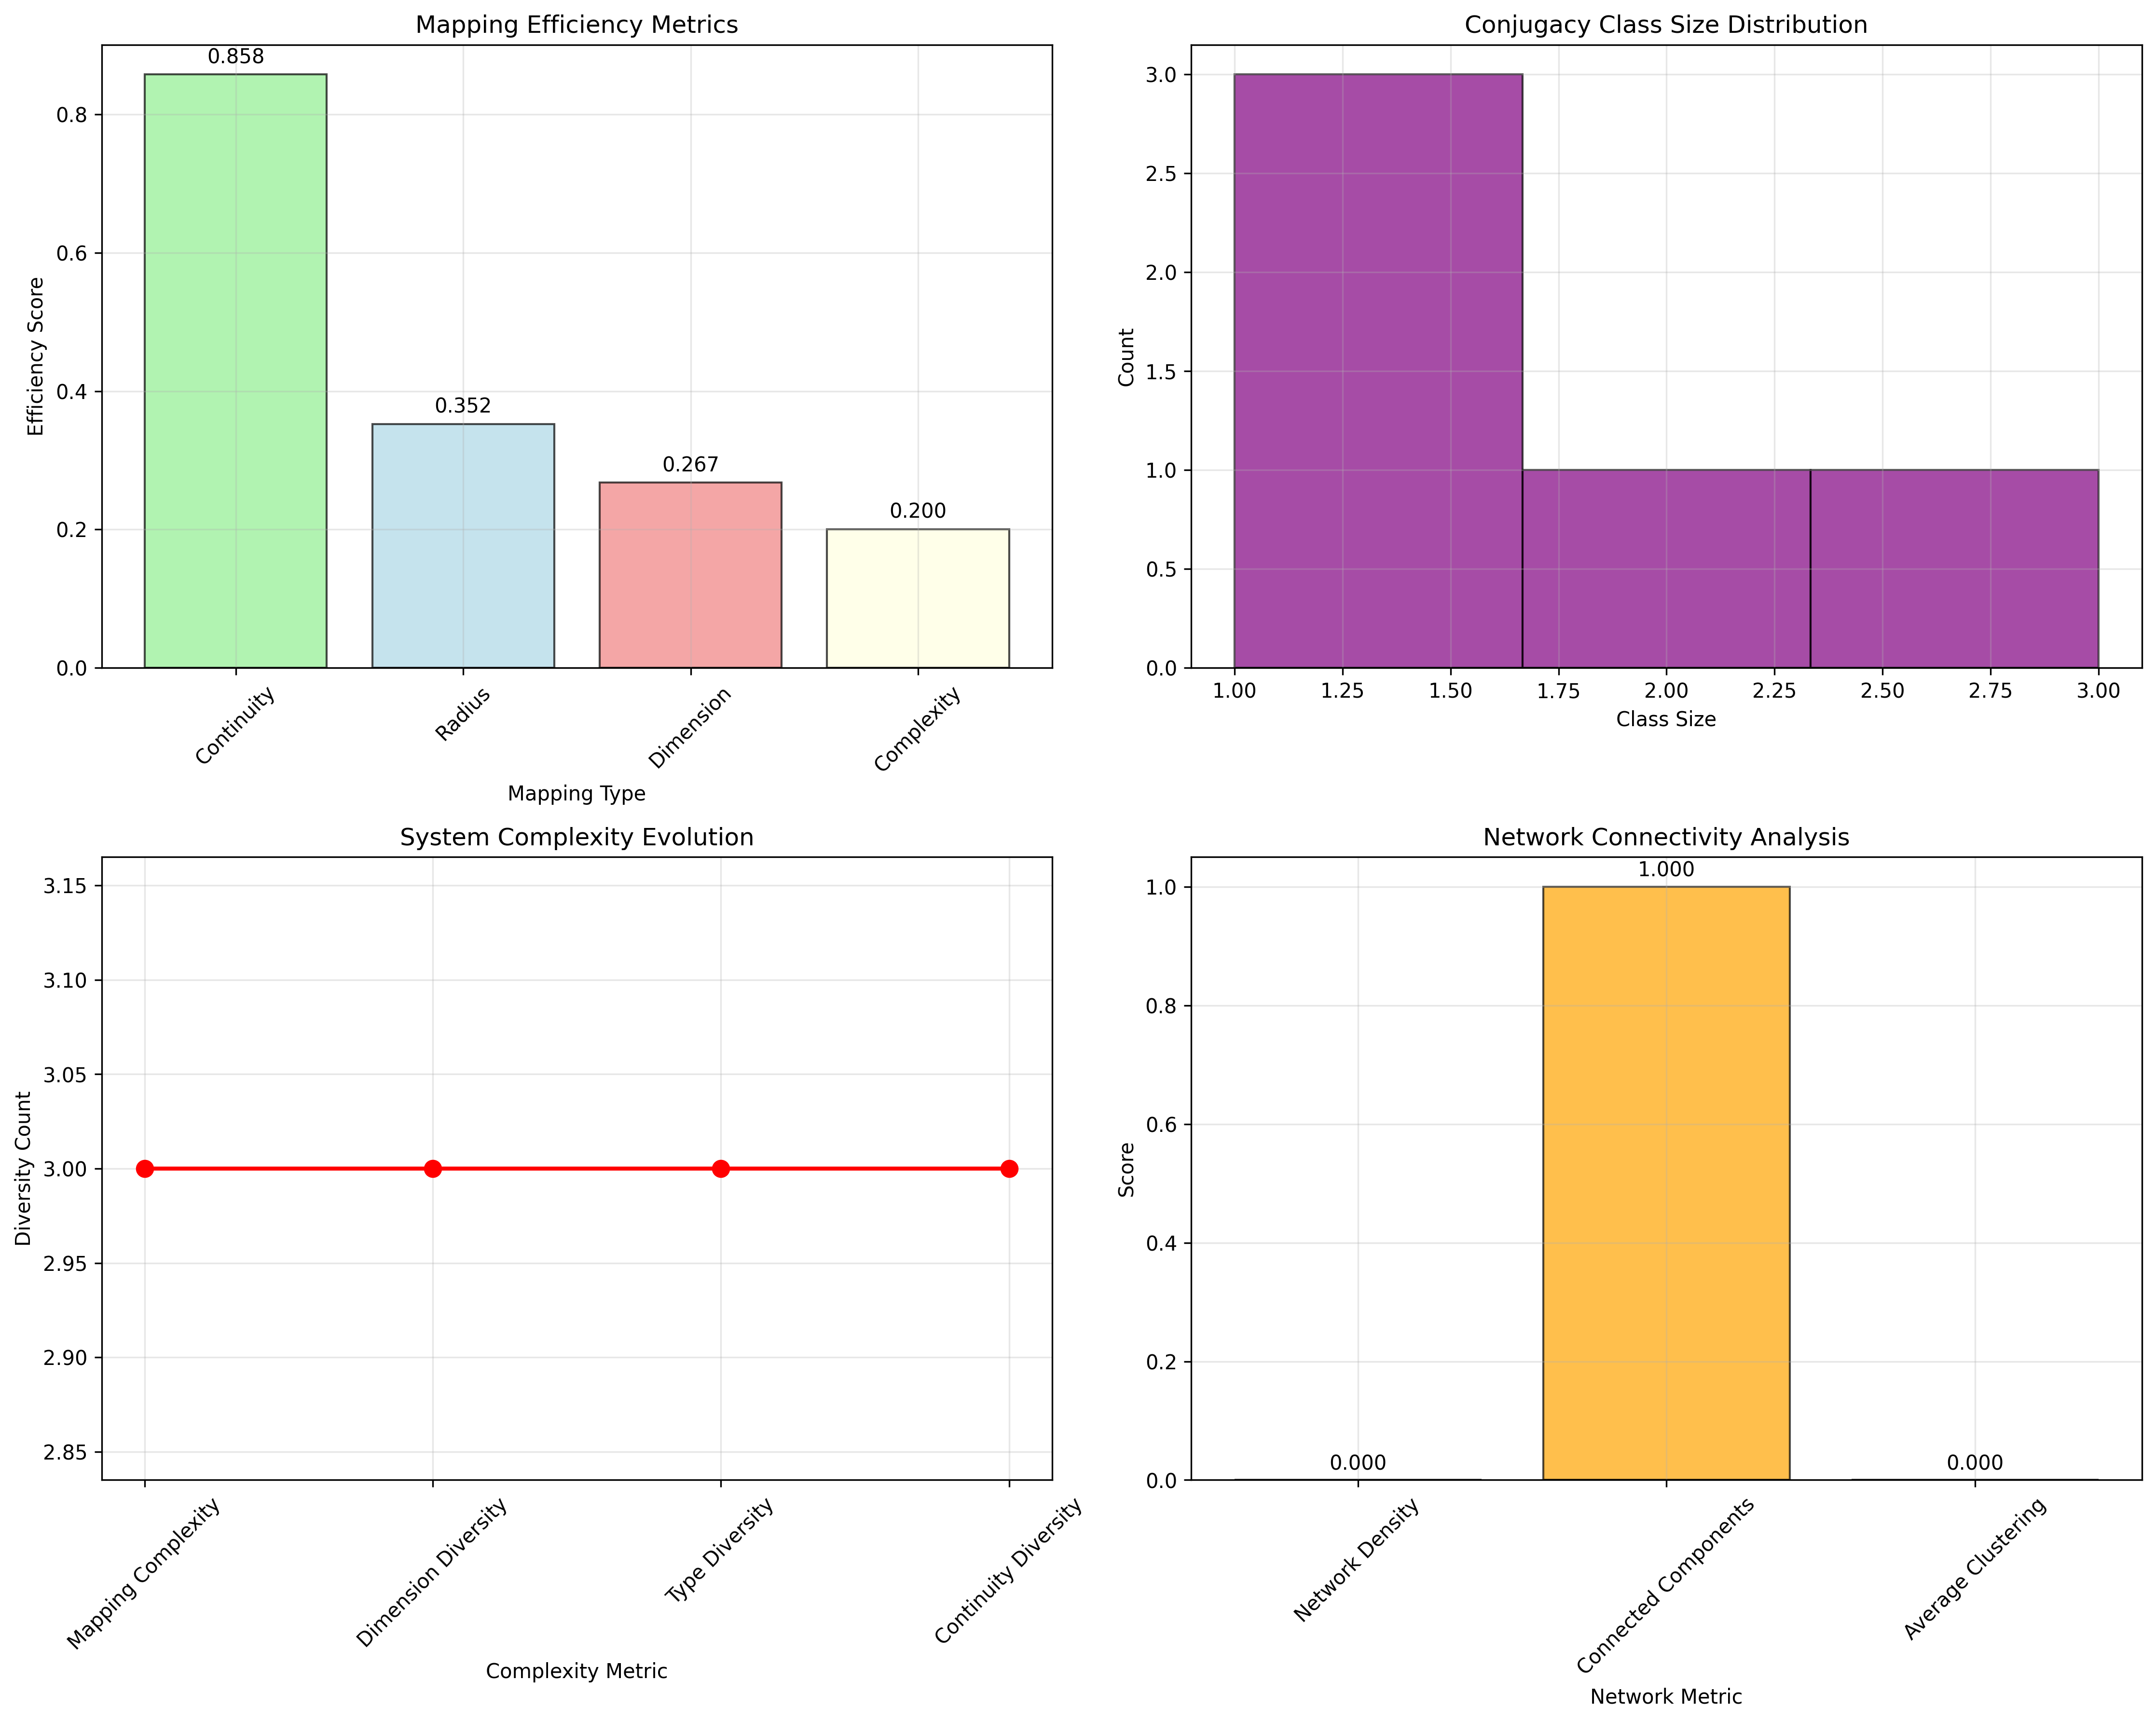 Mapping Efficiency Metrics
0.858
0.352
0.267
0.200
0.8
0.6
0.4
0.2
0.0
Efficiency Score
Continuity
Radius
Dimension
Complexity
Mapping Type
Conjugacy Class Size Distribution
3.0
2.5
2.0
1.5
1.0
0.5
0.0
Count
1.00 1.25 1.50 1.75 2.00 2.25 2.50 2.75 3.00
Class Size
System Complexity Evolution
3.15
3.10
3.05
3.00
2.95
2.90
2.85
Diversity Count
Mapping Complexity
Dimension Diversity
Type Diversity
Continuity Diversity
Complexity Metric
Network Connectivity Analysis
1.000
0.000
0.000
1.0
0.8
0.6
0.4
0.2
0.0
Score
Network Density
Connected Components
Average Clustering
Network Metric